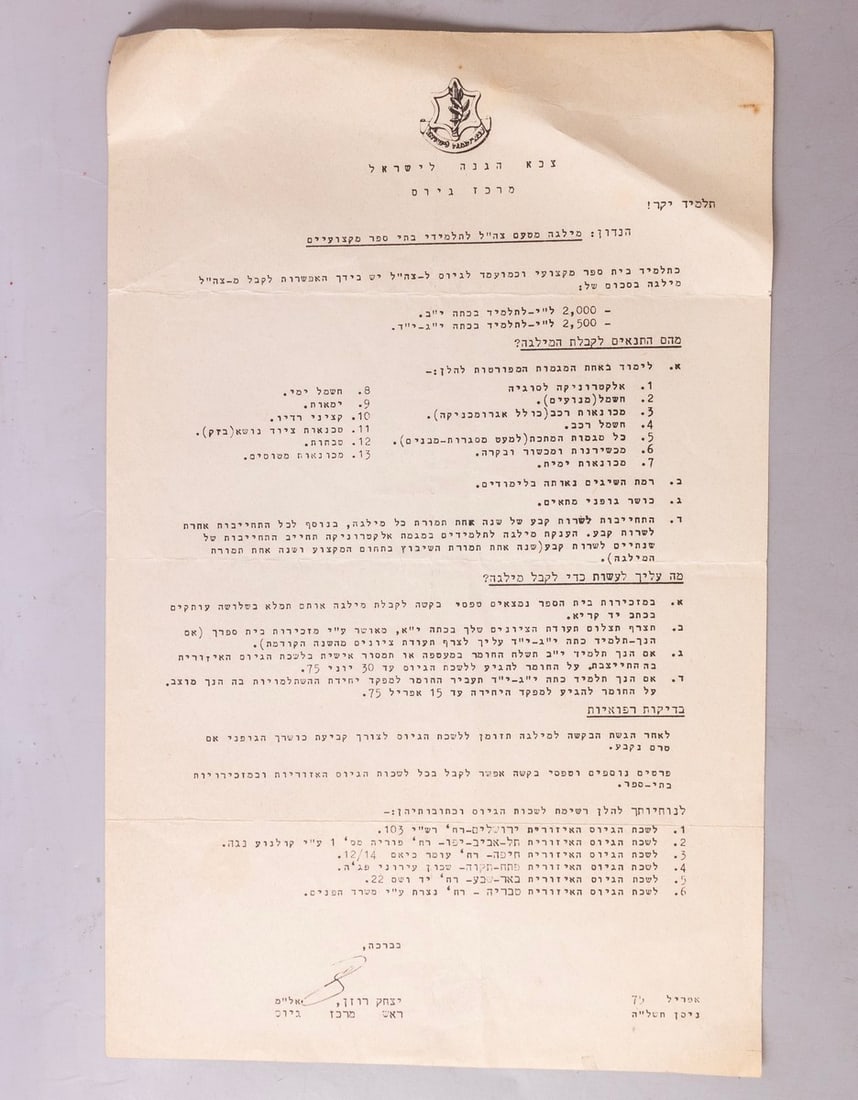 צבא הגנה לישראל
מרכז גיוס
תלמיד יקר!
הנדון: מילגה מטעם צה"ל לתלמידי בתי ספר מקצועיים
כתלמיד בית ספר מקצועי וכמועמד לגיוס ל-צה"ל יש בידך האפשרות לקבל מ-צה"ל
מילגה בסכום של:
- 2,000 ל"י-לתלמיד בכתה י"ב.
- 2,500 ל"י-לתלמיד בכתה י"ג-י"ד.
מהם התנאים לקבלת המילגה?
א. לימוד באחת המגמות המפורטות להלן:-
1. אלקטרוניקה לסוגיה
2. חשמל(מנועים).
3. מכונאות רכב(כולל אגרומכניקה).
4. חשמל רכב.
5. כל מגמות המתכת(למעט מסגרות-מבנים).
6. מכשירנות ומכשור ובקרה.
7. מכונאות ימית.
8. חשמל ימי.
9. ימאות.
10. קציני רדיו.
11. מכנאות ציוד נושא(בזק).
12. מכתות.
13. מכונאות מטוסים.
ב. רמת השיגים נאותה בלימודים.
ג. כושר גופני מתאים.
ד. התחייבות לשרות קבע של שנה אחת תמורת כל מילגה, בנוסף לכל התחייבות אחרת
לשרות קבע. הענקת מילגה לתלמידים במגמת אלקטרוניקה תחייב התחייבות של
שנתיים לשרות קבע(שנה אחת תמורת השיבוץ בתחום המקצוע ושנה אחת תמורת
המילגה).
מה עליך לעשות כדי לקבל מילגה?
א. במזכירות בית הספר נמצאים טפסי בקשה לקבלת מילגה אותם תמלא בשלושה עותקים
בכתב יד קריא.
ב. תצרף תצלום תעודת הציונים שלך בכתה י"א, מאושר ע"י מזכירות בית ספרך (אם
הנך-תלמיד כתה י"ג-י"ד עליך לצרף תעודת ציונים מהשנה הקודמת).
ג. אם הנך תלמיד י"ב תשלח החומר במעטפה או תמסור אישית בלשכת הגיוס האיזורית
בה התייצבת. על החומר להגיע ללשכת הגיוס עד 30 יוני 75.
ד. אם הנך תלמיד כתה י"ג-י"ד תעביר החומר למפקד יחידת ההשתלמויות בה הנך מוצב.
על החומר להגיע למפקד היחידה עד 15 אפריל 75.
בדיקות רפואיות
לאחר הגשת הבקשה למילגה תזומן ללשכת הגיוס לצורך קביעת כושרך הגופני אם
טרם נקבע.
פרטים נוספים וטפסי בקשה אפשר לקבל בכל לשכות הגיוס האזוריות ובמזכירויות
בתי-ספר.
לנוחיותך להלן רשימת לשכות הגיוס וכתובותיהן:-
1. לשכת הגיוס האיזורית ירושלים-רח' רש"י 103.
2. לשכת הגיוס האיזורית תל-אביב-יפו- רח' פוריה מס' 1 ע"י קולנוע נגה.
3. לשכת הגיוס האיזורית חיפה- רח' עומר כיאם 12/14.
4. לשכת הגיוס האיזורית פתח-תקוה- שכון עירוני פג'ה.
5. לשכת הגיוס האיזורית באר-שבע- רח' יד ושם 22.
6. לשכת הגיוס האיזורית טבריה - רח' נצרת ע"י משרד הפנים.
בברכה,
יצחק רוזן, אל"מ
ראש מרכז גיוס
אפריל 75
ניסן תשל"ה